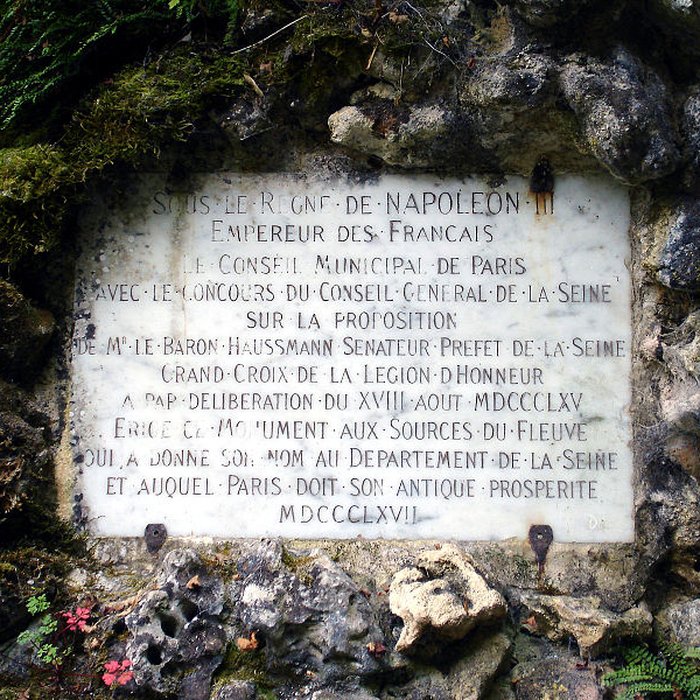 SOUS·LE·REGNE·DE·NAPOLEON·III
EMPEREUR·DES·FRANCAIS
LE·CONSEIL·MUNICIPAL·DE·PARIS
AVEC·LE·CONCOURS·DU·CONSEIL·GENERAL·DE·LA·SEINE
SUR·LA·PROPOSITION
DE·MR·LE·BARON·HAUSSMANN·SENATEUR·PREFET·DE·LA·SEINE
GRAND·CROIX·DE·LA·LEGION·D'HONNEUR
A·PAR·DELIBERATION·DU·XVIII·AOUT·MDCCCLXV
ERIGE·CE·MONUMENT·AUX·SOURCES·DU·FLEUVE
QUI·A·DONNE·SON·NOM·AU·DEPARTEMENT·DE·LA·SEINE
ET·AUQUEL·PARIS·DOIT·SON·ANTIQUE·PROSPERITE
MDCCCLXVII